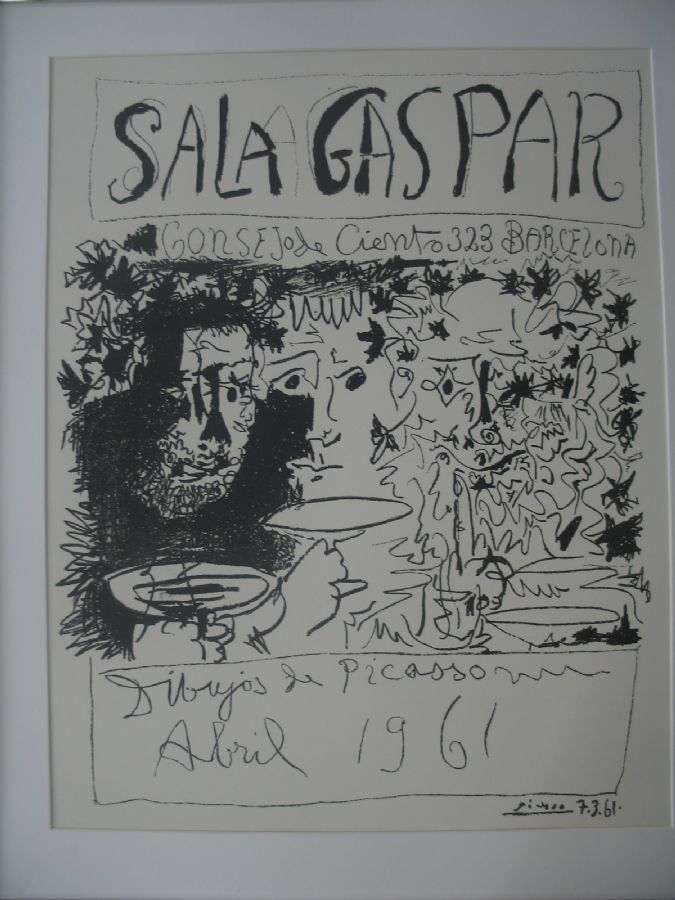 SALA GASPAR
CONSEJO de Ciento 323 BARCELONA
Dibujos de Picasso
Abril 1961
Picasso 7.3.61.